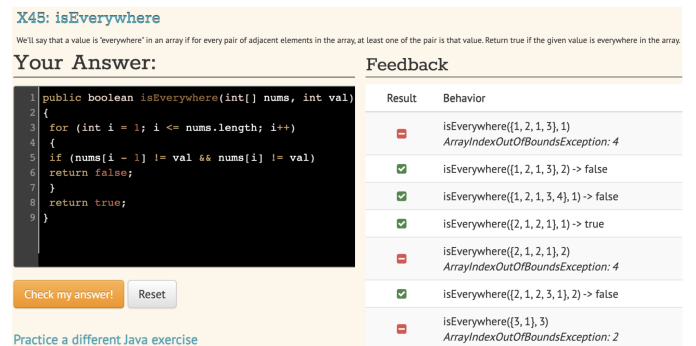 X45: isEverywhere
We'll say that a value is "everywhere" in an array if for every pair of adjacent elements in the array, at least one of the pair is that value. Return true if the given value is everywhere in the array.
Your Answer:
1 public boolean isEverywhere(int[] nums, int val)
2 {
3 for (int i = 1; i <= nums.length; i++)
4 {
5 if (nums[i - 1] != val && nums[i] != val)
6 return false;
7 }
8 return true;
9 }
Check my answer!
Reset
Practice a different Java exercise
Feedback
Result Behavior
isEverywhere({1, 2, 1, 3}, 1)
ArrayIndexOutOfBoundsException: 4
isEverywhere({1, 2, 1, 3}, 2) -> false
isEverywhere({1, 2, 1, 3, 4}, 1) -> false
isEverywhere({2, 1, 2, 1}, 1) -> true
isEverywhere({2, 1, 2, 1}, 2)
ArrayIndexOutOfBoundsException: 4
isEverywhere({2, 1, 2, 3, 1}, 2) -> false
isEverywhere({3, 1}, 3)
ArrayIndexOutOfBoundsException: 2